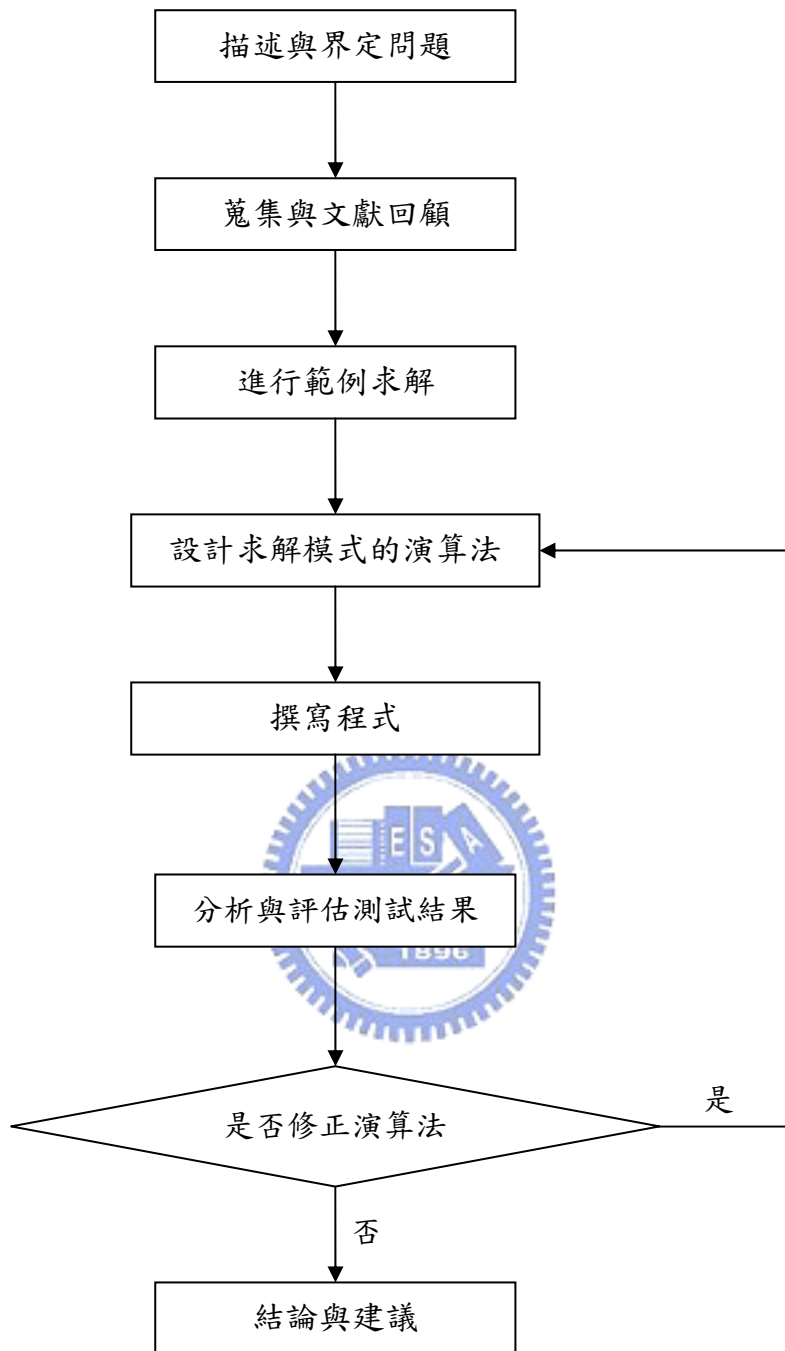 描述與界定問題
蒐集與文獻回顧
進行範例求解
設計求解模式的演算法
撰寫程式
E S A
分析與評估測試結果
1896
是否修正演算法
是
否
結論與建議